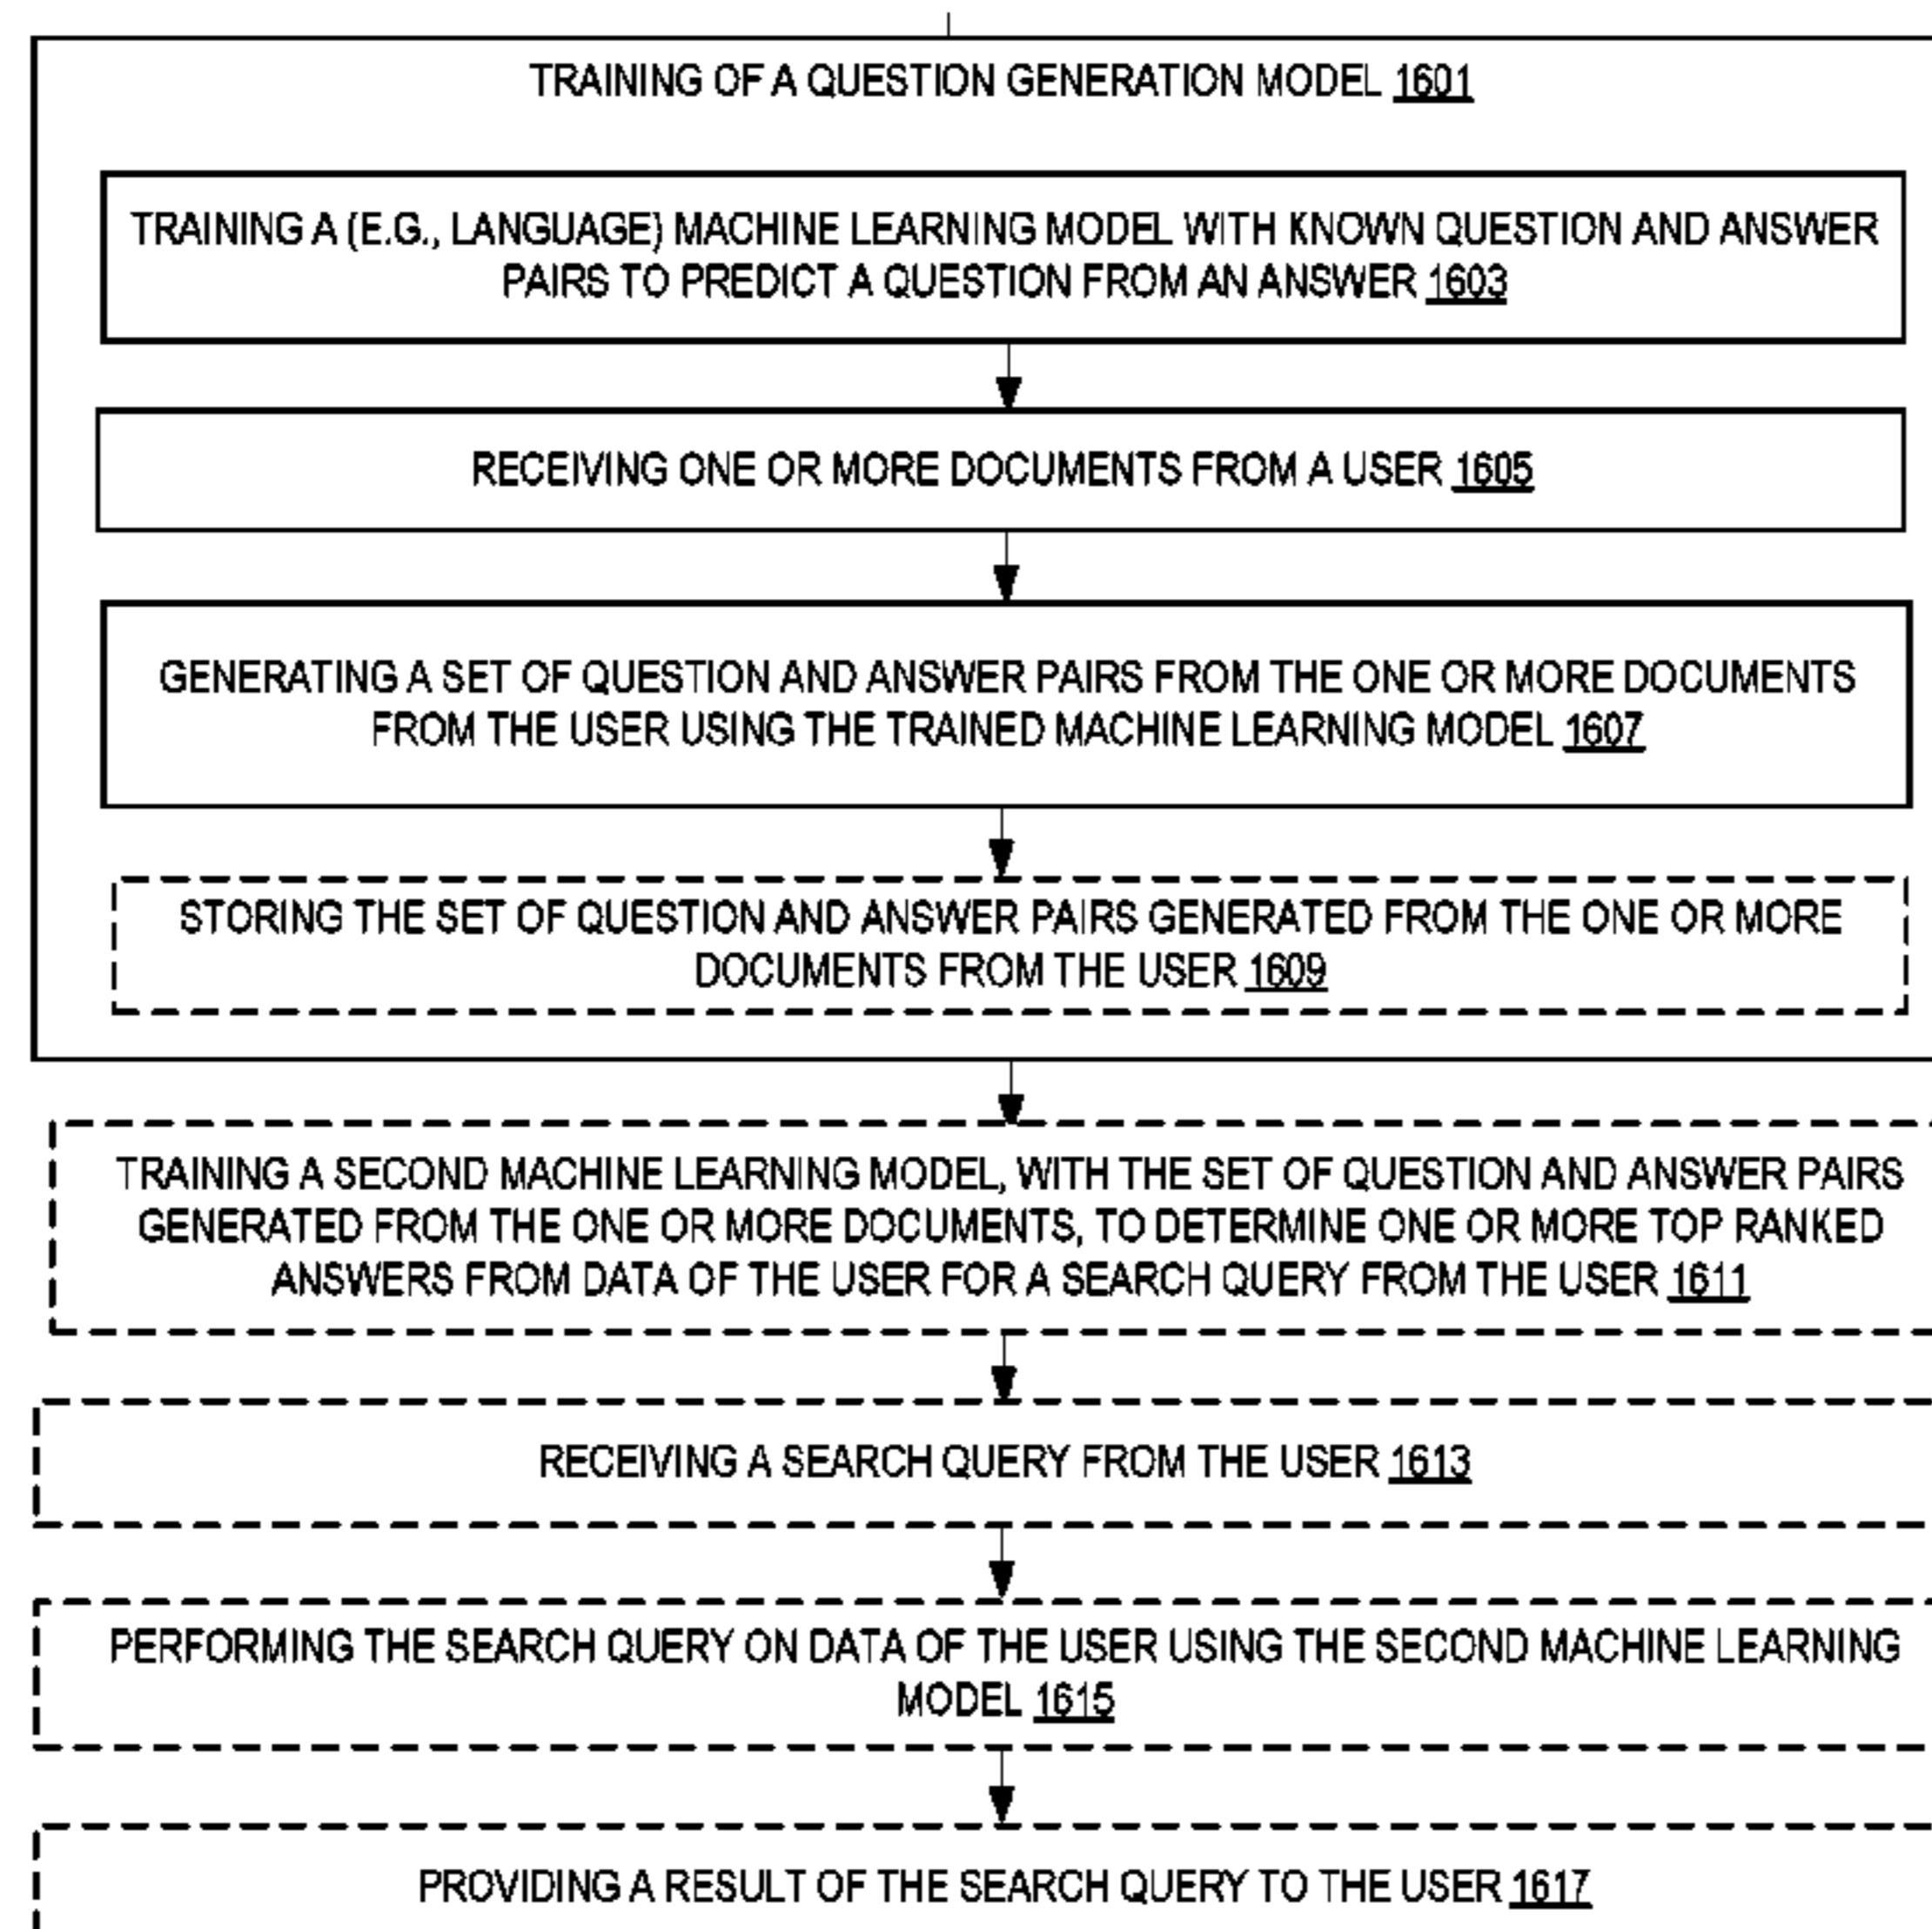 TRAINING OF A QUESTION GENERATION MODEL 1601
TRAINING A (E.G., LANGUAGE) MACHINE LEARNING MODEL WITH KNOWN QUESTION AND ANSWER
PAIRS TO PREDICT A QUESTION FROM AN ANSWER 1603
RECEIVING ONE OR MORE DOCUMENTS FROM A USER 1605
GENERATING A SET OF QUESTION AND ANSWER PAIRS FROM THE ONE OR MORE DOCUMENTS
FROM THE USER USING THE TRAINED MACHINE LEARNING MODEL 1607
STORING THE SET OF QUESTION AND ANSWER PAIRS GENERATED FROM THE ONE OR MORE
DOCUMENTS FROM THE USER 1609
TRAINING A SECOND MACHINE LEARNING MODEL, WITH THE SET OF QUESTION AND ANSWER PAIRS
GENERATED FROM THE ONE OR MORE DOCUMENTS, TO DETERMINE ONE OR MORE TOP RANKED
ANSWERS FROM DATA OF THE USER FOR A SEARCH QUERY FROM THE USER 1611
RECEIVING A SEARCH QUERY FROM THE USER 1613
PERFORMING THE SEARCH QUERY ON DATA OF THE USER USING THE SECOND MACHINE LEARNING
MODEL 1615
PROVIDING A RESULT OF THE SEARCH QUERY TO THE USER 1617